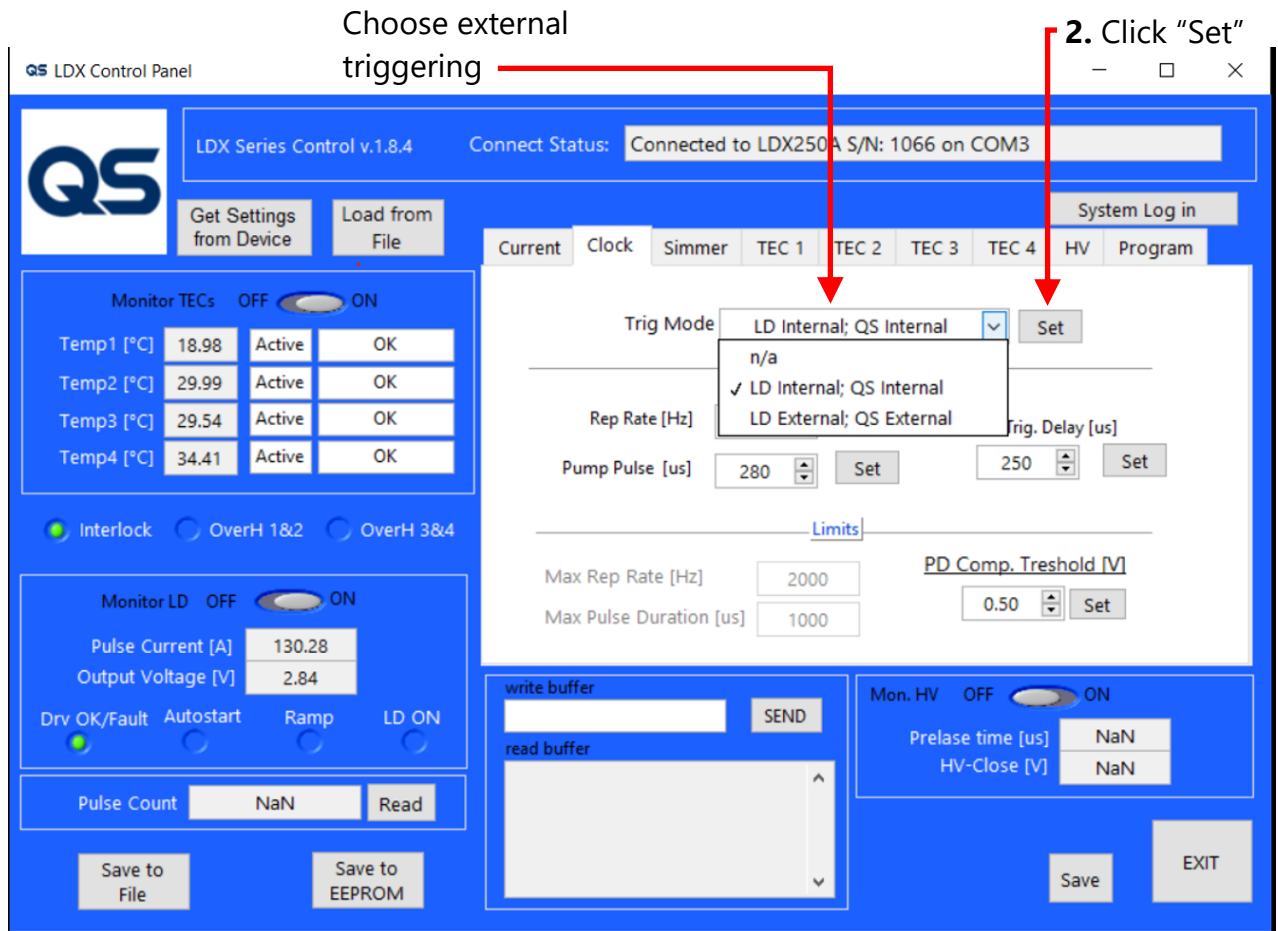 Choose external
triggering
2. Click “Set”
QS LDX Control Panel
QS
LDX Series Control v.1.8.4
Connect Status: Connected to LDX250A S/N: 1066 on COM3
Get Settings
from Device
Load from
File
System Log in
Current Clock Simmer TEC 1 TEC 2 TEC 3 TEC 4 HV Program
Monitor TECs OFF ON
Temp1 [°C] 18.98 Active OK
Temp2 [°C] 29.99 Active OK
Temp3 [°C] 29.54 Active OK
Temp4 [°C] 34.41 Active OK
Interlock OverH 1&2 OverH 3&4
Monitor LD OFF ON
Pulse Current [A] 130.28
Output Voltage [V] 2.84
Drv OK/Fault Autostart Ramp LD ON
Pulse Count NaN Read
Save to
File
Save to
EEPROM
Trig Mode LD Internal; QS Internal Set
n/a
✓ LD Internal; QS Internal
LD External; QS External
Rep Rate [Hz]
Trig. Delay [us]
Pump Pulse [us] 280 Set
250 Set
Limits
Max Rep Rate [Hz] 2000
Max Pulse Duration [us] 1000
PD Comp. Treshold [V]
0.50 Set
write buffer
SEND
read buffer
Mon. HV OFF ON
Prelase time [us] NaN
HV-Close [V] NaN
Save
EXIT